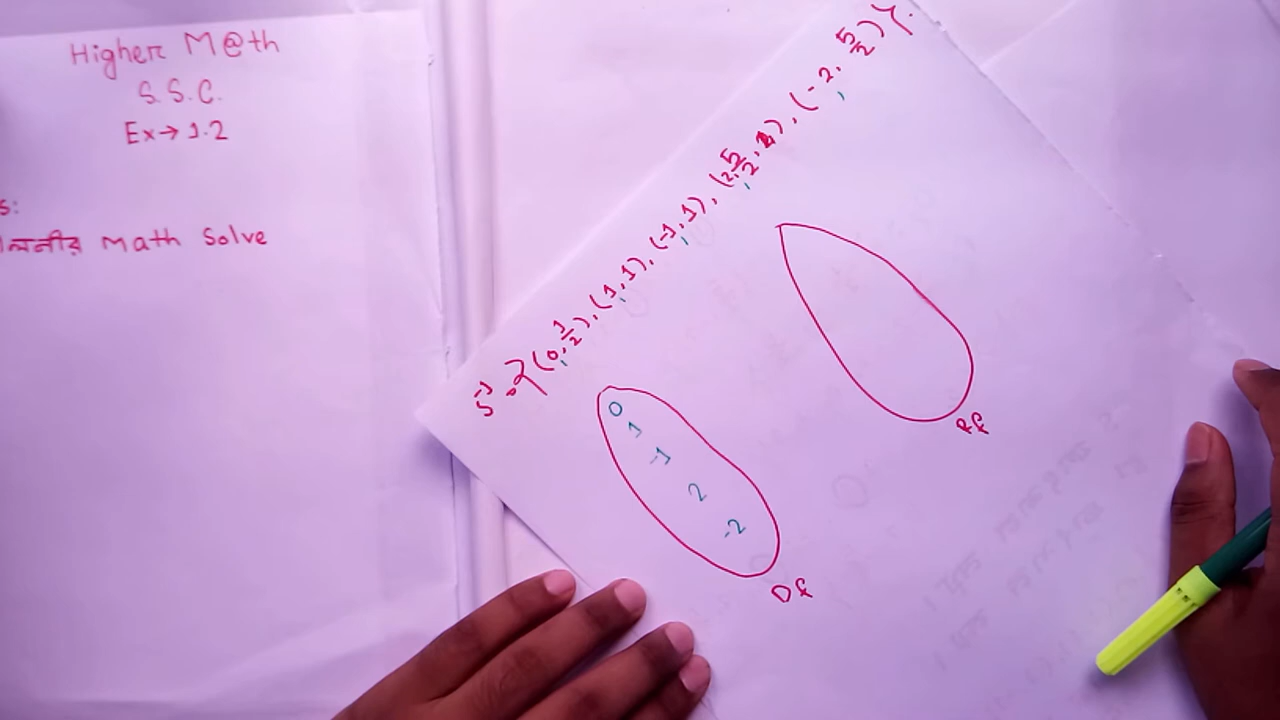 Higher M@th
S.S.C.
Ex→1.2
s:
Math Solve
S⁻¹ = {(0, 1/2), (1, 1), (-1, 1), (2, 5/2), (-2, 5/2)}.
0
1
-1
2
-2
Df
Rf